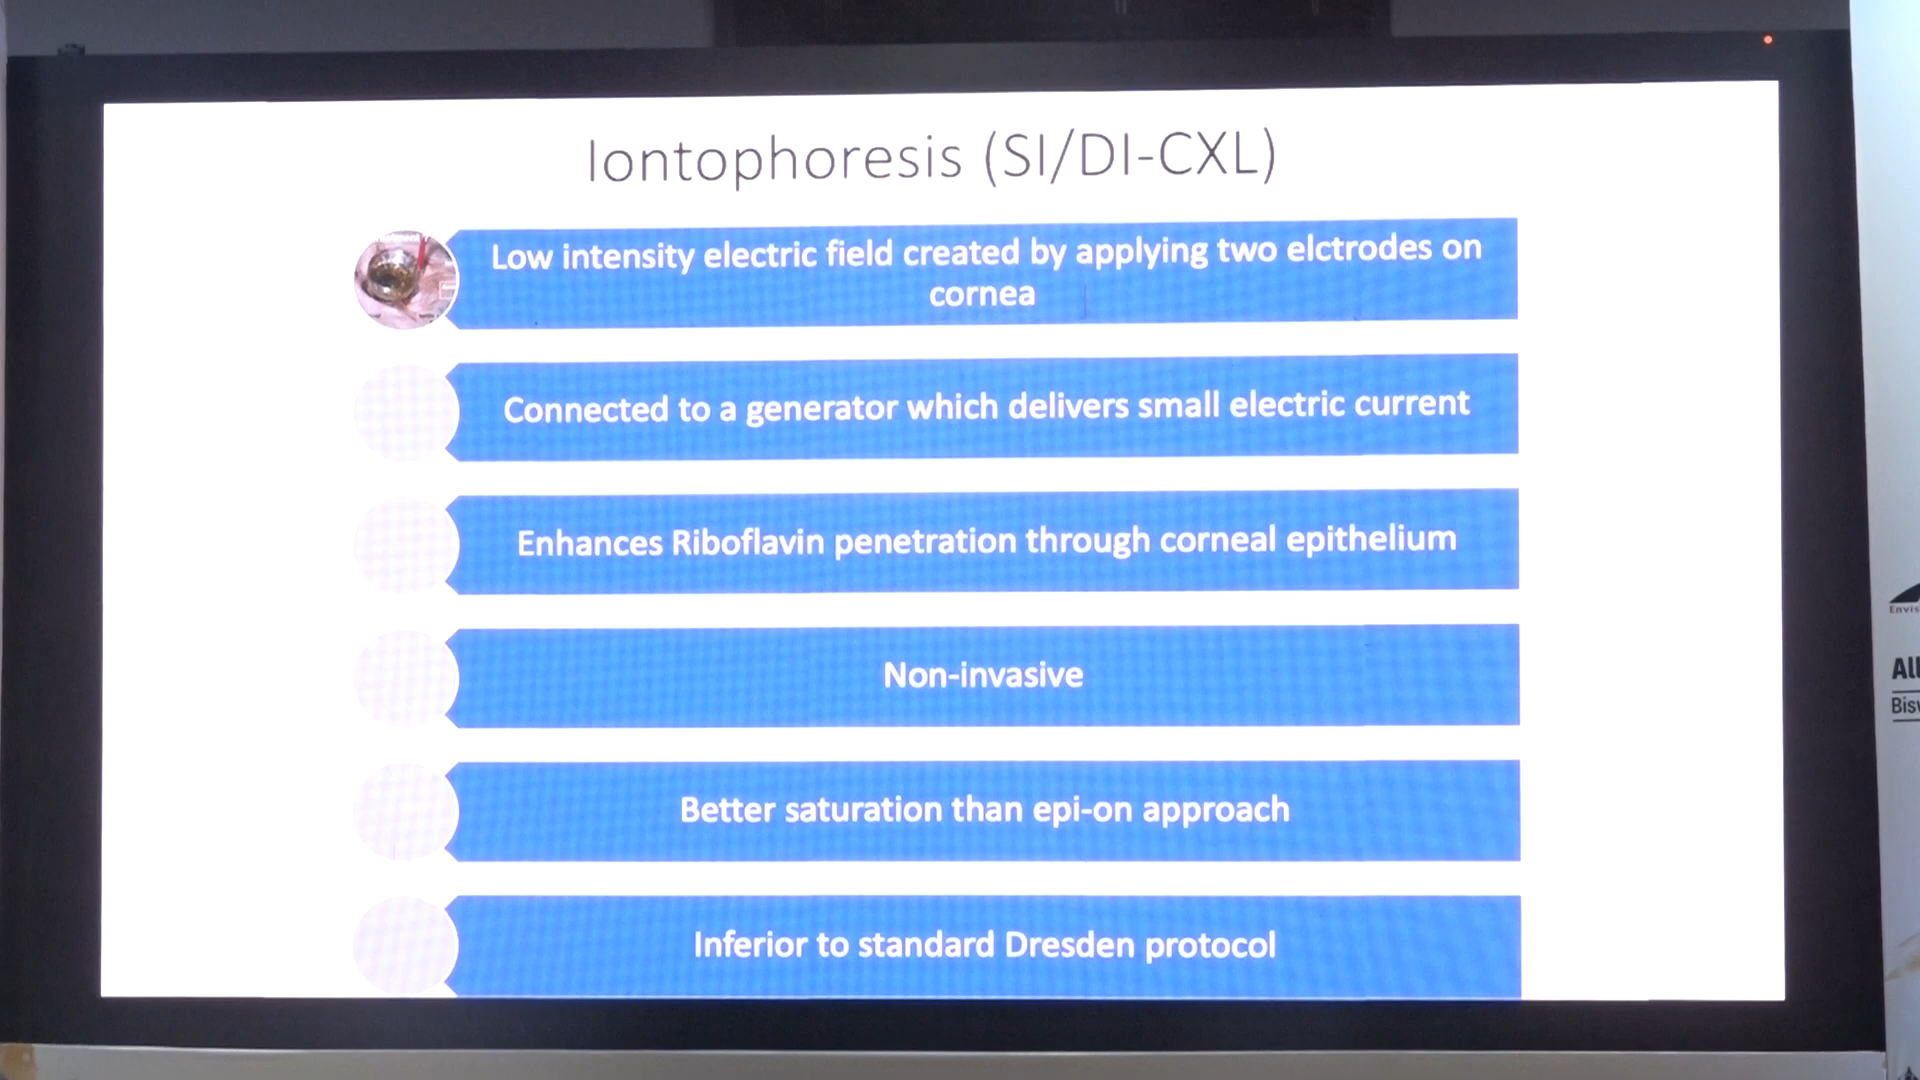 Iontophoresis (SI/DI-CXL)
Low intensity electric field created by applying two elctrodes on
cornea
Connected to a generator which delivers small electric current
Enhances Riboflavin penetration through corneal epithelium
Non-invasive
Better saturation than epi-on approach
Inferior to standard Dresden protocol